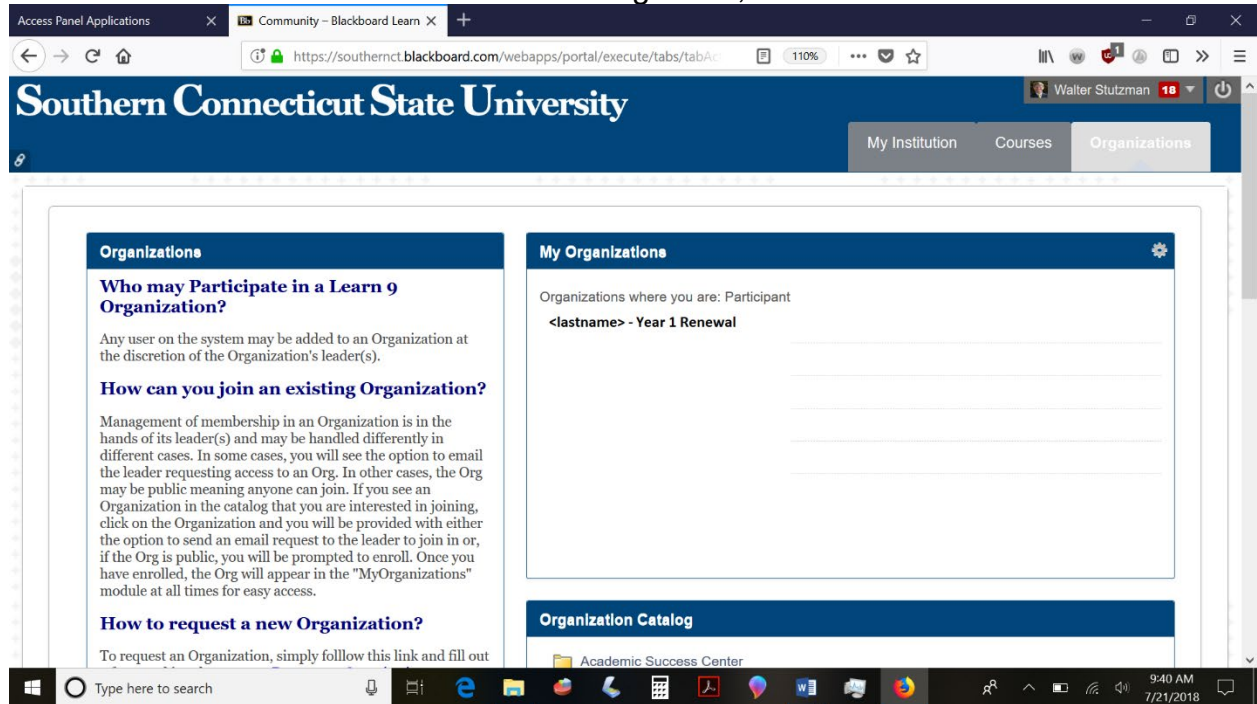 Access Panel Applications
Community – Blackboard Learn
https://southernct.blackboard.com/webapps/portal/execute/tabs/tabAc
110%
Southern Connecticut State University
Walter Stutzman 18
My Institution
Courses
Organizations
Organizations
Who may Participate in a Learn 9
Organization?
Any user on the system may be added to an Organization at
the discretion of the Organization's leader(s).
How can you join an existing Organization?
Management of membership in an Organization is in the
hands of its leader(s) and may be handled differently in
different cases. In some cases, you will see the option to email
the leader requesting access to an Org. In other cases, the Org
may be public meaning anyone can join. If you see an
Organization in the catalog that you are interested in joining,
click on the Organization and you will be provided with either
the option to send an email request to the leader to join in or,
if the Org is public, you will be prompted to enroll. Once you
have enrolled, the Org will appear in the "MyOrganizations"
module at all times for easy access.
How to request a new Organization?
To request an Organization, simply folllow this link and fill out
My Organizations
Organizations where you are: Participant
<lastname> - Year 1 Renewal
Organization Catalog
Academic Success Center
Type here to search
9:40 AM
7/21/2018